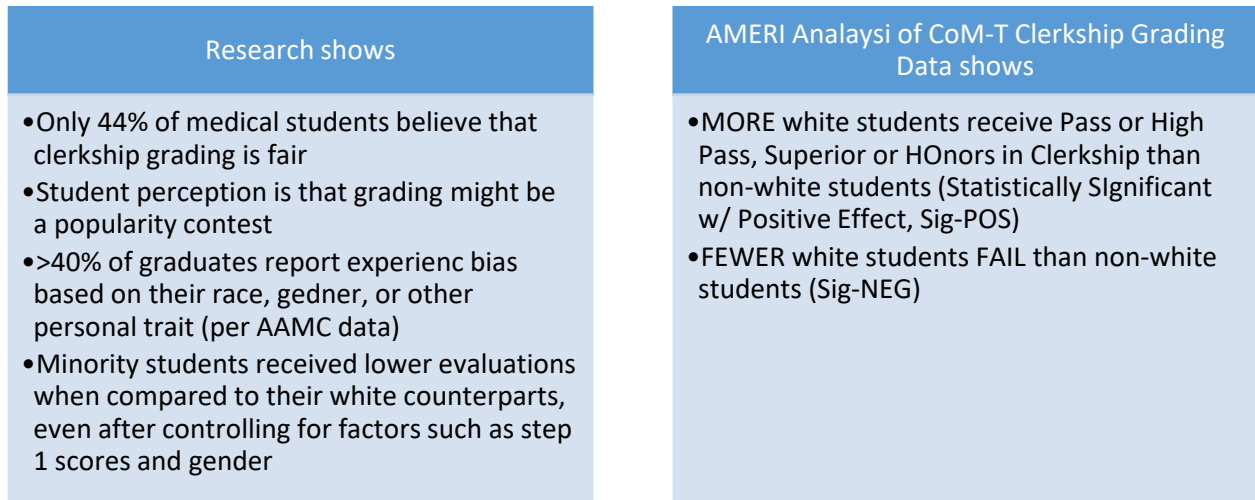 Research shows
•Only 44% of medical students believe that
clerkship grading is fair
•Student perception is that grading might be
a popularity contest
•>40% of graduates report experienc bias
based on their race, gedner, or other
personal trait (per AAMC data)
•Minority students received lower evaluations
when compared to their white counterparts,
even after controlling for factors such as step
1 scores and gender
AMERI Analaysi of CoM-T Clerkship Grading
Data shows
•MORE white students receive Pass or High
Pass, Superior or HOnors in Clerkship than
non-white students (Statistically SIgnificant
w/ Positive Effect, Sig-POS)
•FEWER white students FAIL than non-white
students (Sig-NEG)